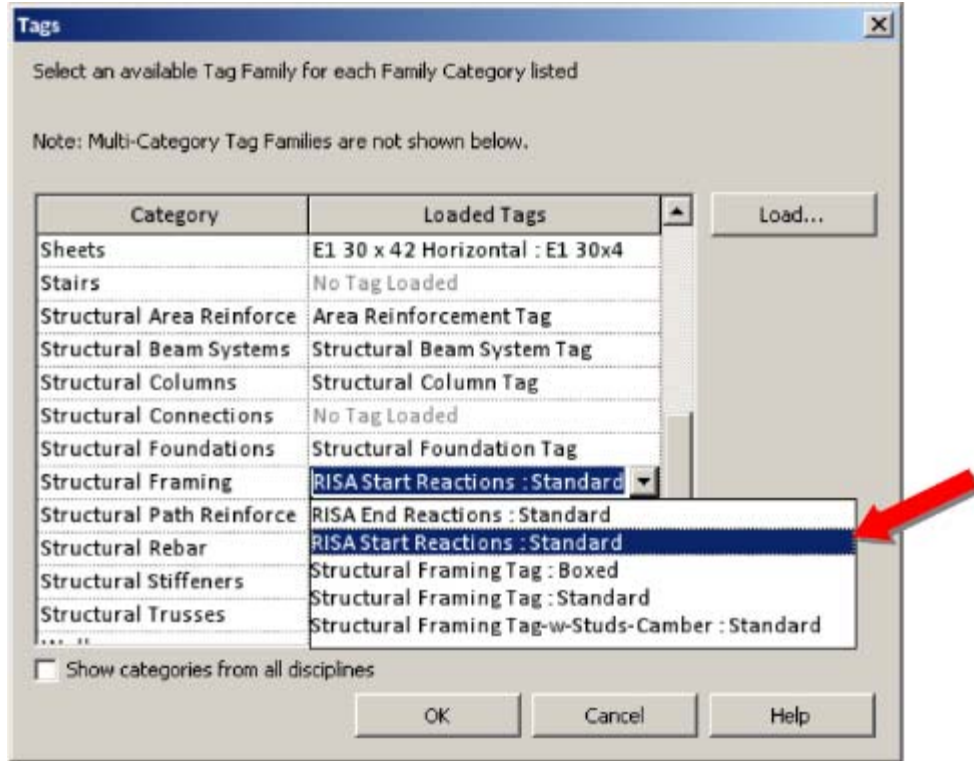 Tags
Select an available Tag Family for each Family Category listed
Note: Multi-Category Tag Families are not shown below.
Category Loaded Tags Load...
Sheets E1 30 x 42 Horizontal : E1 30x4
Stairs No Tag Loaded
Structural Area Reinforce Area Reinforcement Tag
Structural Beam Systems Structural Beam System Tag
Structural Columns Structural Column Tag
Structural Connections No Tag Loaded
Structural Foundations Structural Foundation Tag
Structural Framing RISA Start Reactions : Standard
Structural Path Reinforce RISA End Reactions : Standard
RISA Start Reactions : Standard
Structural Rebar
Structural Framing Tag : Boxed
Structural Stiffeners
Structural Framing Tag : Standard
Structural Trusses
Structural Framing Tag-w-Studs-Camber : Standard
Show categories from all disciplines
OK Cancel Help